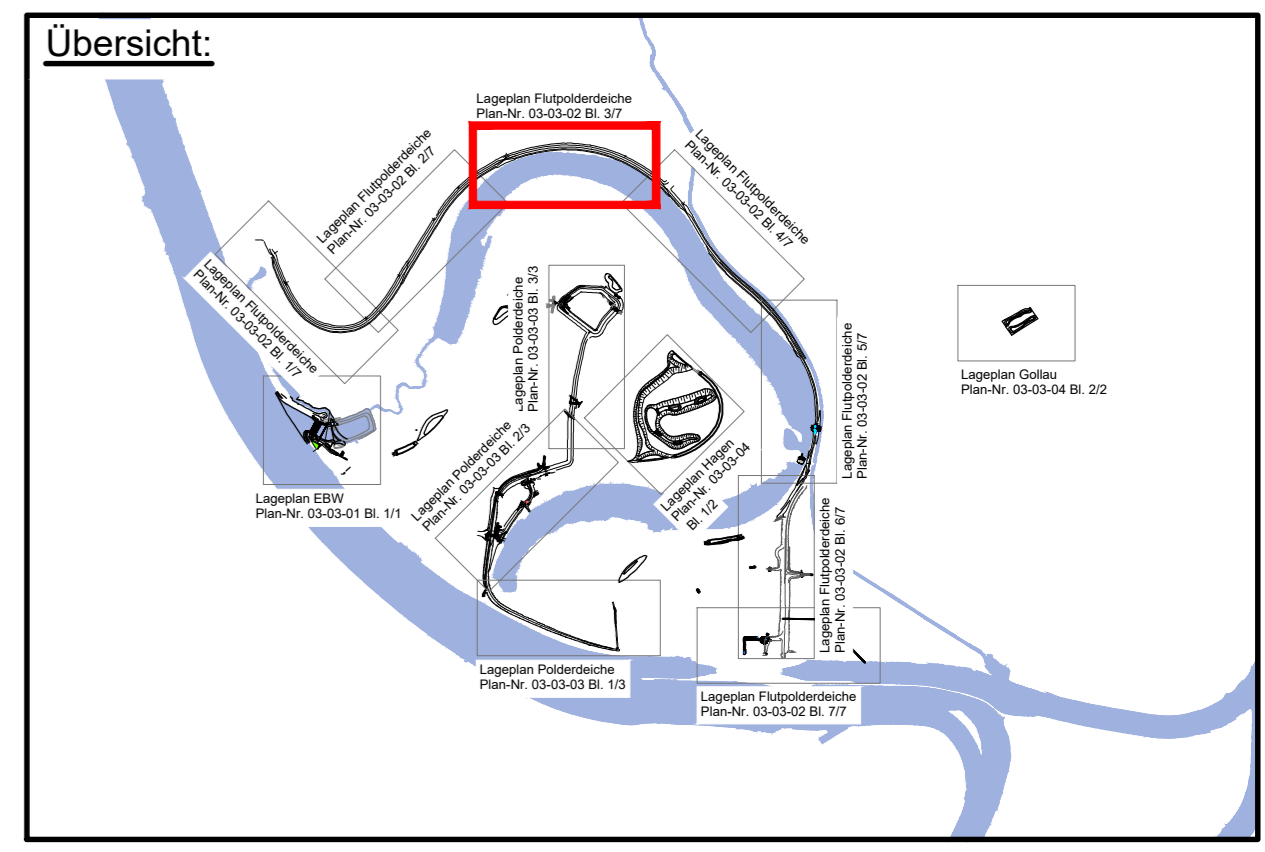 Übersicht:
Lageplan Flutpolderdeiche
Plan-Nr. 03-03-02 Bl. 3/7
Lageplan Flutpolderdeiche
Plan-Nr. 03-03-02 Bl. 2/7
Lageplan Flutpolderdeiche
Plan-Nr. 03-03-02 Bl. 4/7
Lageplan Flutpolderdeiche
Plan-Nr. 03-03-02 Bl. 1/7
Lageplan Polderdeiche
Plan-Nr. 03-03-03 Bl. 3/3
Lageplan Flutpolderdeiche
Plan-Nr. 03-03-02 Bl. 5/7
Lageplan Gollau
Plan-Nr. 03-03-04 Bl. 2/2
Lageplan Polderdeiche
Plan-Nr. 03-03-03 Bl. 2/3
Lageplan Hagen
Plan-Nr. 03-03-04
Bl. 1/2
Lageplan EBW
Plan-Nr. 03-03-01 Bl. 1/1
Lageplan Flutpolderdeiche
Plan-Nr. 03-03-02 Bl. 6/7
Lageplan Polderdeiche
Plan-Nr. 03-03-03 Bl. 1/3
Lageplan Flutpolderdeiche
Plan-Nr. 03-03-02 Bl. 7/7